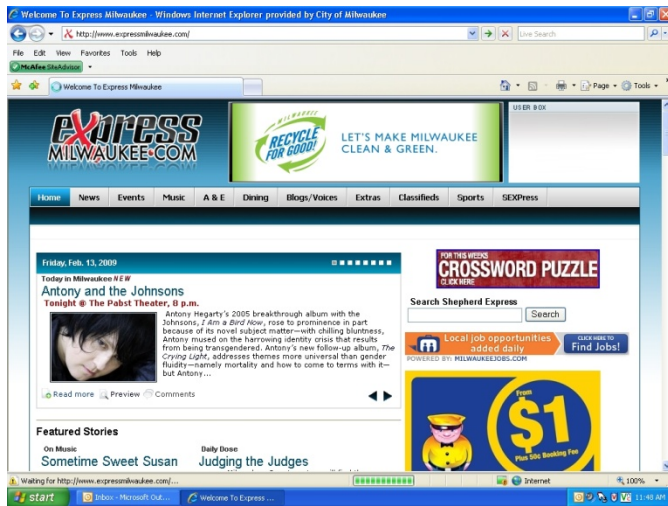 Welcome To Express Milwaukee - Windows Internet Explorer provided by City of Milwaukee
http://www.expressmilwaukee.com/
Live Search
File Edit View Favorites Tools Help
McAfee SiteAdvisor
Welcome To Express Milwaukee
Page Tools
express
MILWAUKEE•COM
MILWAUKEE
RECYCLE
FOR GOOD!
LET'S MAKE MILWAUKEE
CLEAN & GREEN.
USER BOX
Home News Events Music A & E Dining Blogs/Voices Extras Classifieds Sports SEXPress
Friday, Feb. 13, 2009
Today in Milwaukee NEW
Antony and the Johnsons
Tonight @ The Pabst Theater, 8 p.m.
Antony Hegarty's 2005 breakthrough album with the
Johnsons, I Am a Bird Now, rose to prominence in part
because of its novel subject matter—with chilling bluntness,
Antony mused on the harrowing identity crisis that results
from being transgendered. Antony's new follow-up album, The
Crying Light, addresses themes more universal than gender
fluidity—namely mortality and how to come to terms with it—
but Antony...
Read more Preview Comments
FOR THIS WEEKS
CROSSWORD PUZZLE
CLICK HERE
Search Shepherd Express
Search
Local job opportunities
added daily
CLICK HERE TO
Find Jobs!
POWERED BY: MILWAUKEEJOBS.COM
From
$1
Plus 50c Booking Fee
Featured Stories
On Music
Sometime Sweet Susan
Daily Dose
Judging the Judges
Waiting for http://www.expressmilwaukee.com/...
Internet
100%
start
Inbox - Microsoft Out...
Welcome To Express ...
11:48 AM